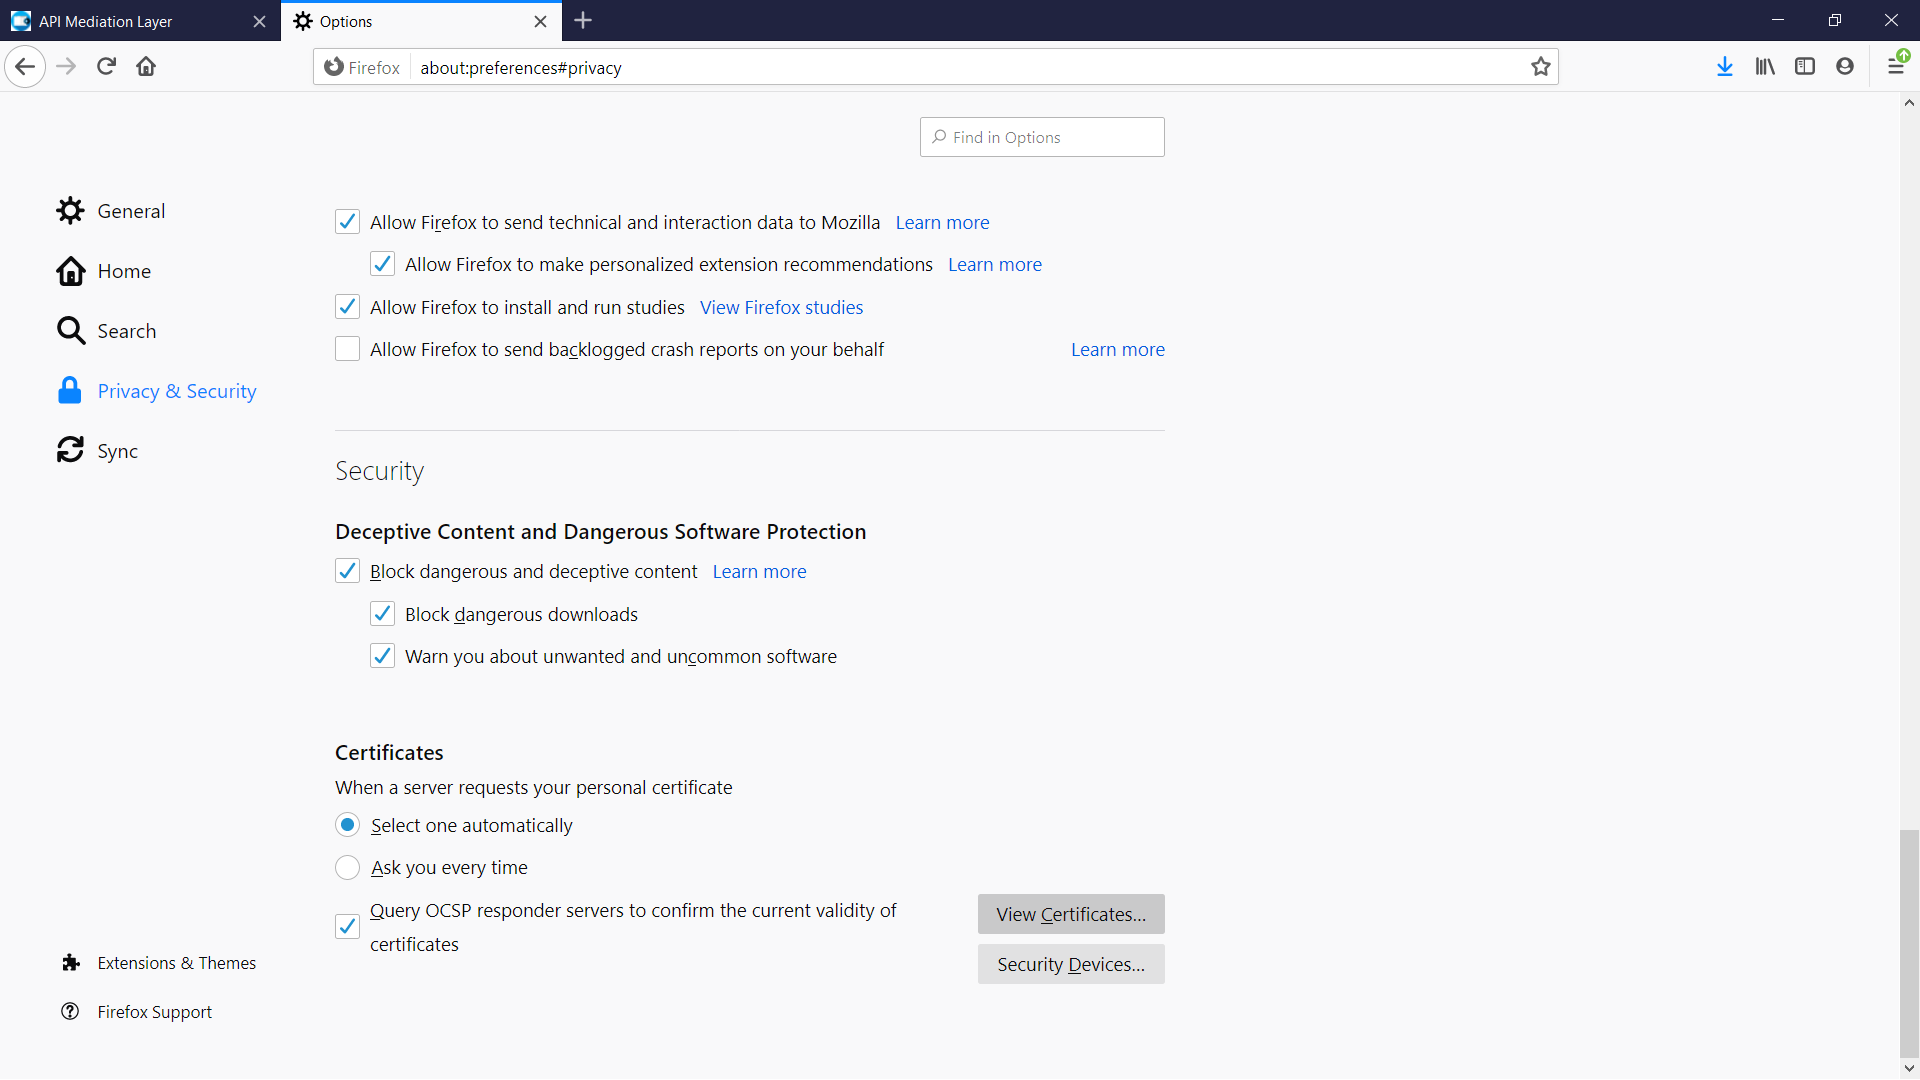 API Mediation Layer
Options
Firefox
about:preferences#privacy
Find in Options
General
Home
Search
Privacy & Security
Sync
Allow Firefox to send technical and interaction data to Mozilla Learn more
Allow Firefox to make personalized extension recommendations Learn more
Allow Firefox to install and run studies View Firefox studies
Allow Firefox to send backlogged crash reports on your behalf Learn more
Security
Deceptive Content and Dangerous Software Protection
Block dangerous and deceptive content Learn more
Block dangerous downloads
Warn you about unwanted and uncommon software
Certificates
When a server requests your personal certificate
Select one automatically
Ask you every time
Query OCSP responder servers to confirm the current validity of
certificates
View Certificates...
Security Devices...
Extensions & Themes
Firefox Support